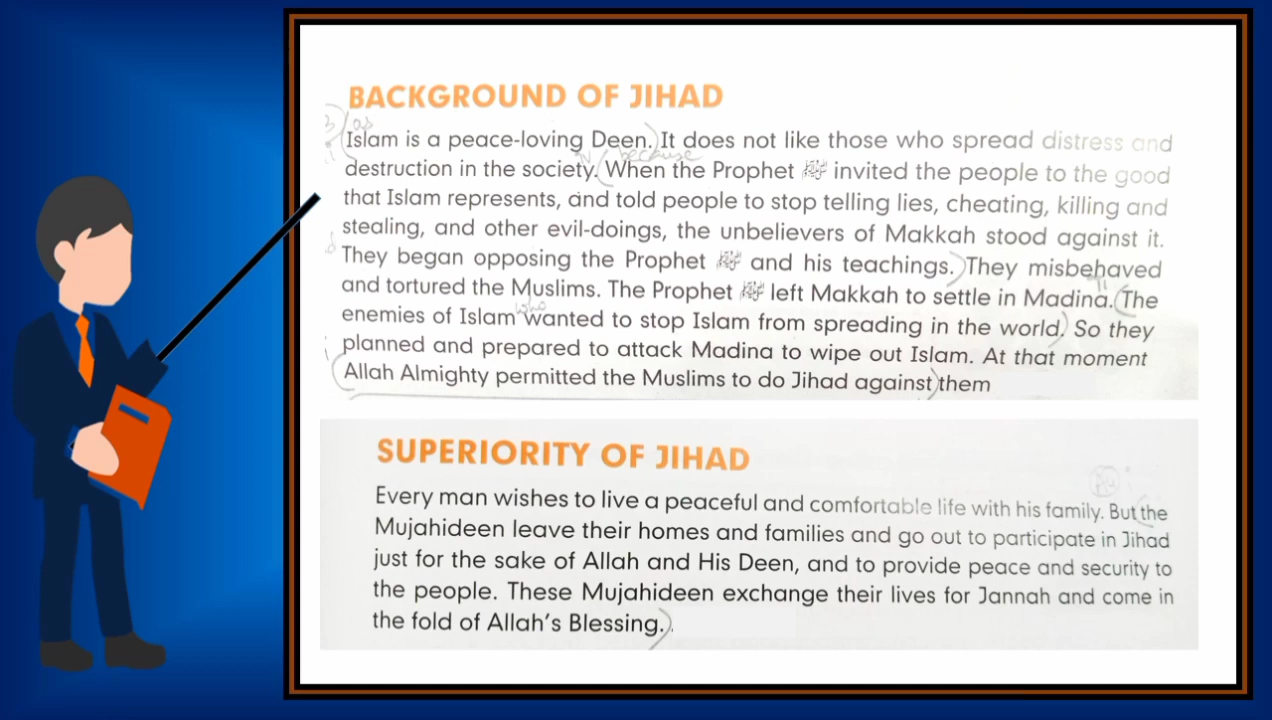 BACKGROUND OF JIHAD
3) as
Islam is a peace-loving Deen. It does not like those who spread distress and
because
destruction in the society. When the Prophet ﷺ invited the people to the good
that Islam represents, and told people to stop telling lies, cheating, killing and
stealing, and other evil-doings, the unbelievers of Makkah stood against it.
They began opposing the Prophet ﷺ and his teachings. They misbehaved
and tortured the Muslims. The Prophet ﷺ left Makkah to settle in Madina. The
who
enemies of Islam wanted to stop Islam from spreading in the world. So they
planned and prepared to attack Madina to wipe out Islam. At that moment
Allah Almighty permitted the Muslims to do Jihad against them
SUPERIORITY OF JIHAD
Every man wishes to live a peaceful and comfortable life with his family. But the
Mujahideen leave their homes and families and go out to participate in Jihad
just for the sake of Allah and His Deen, and to provide peace and security to
the people. These Mujahideen exchange their lives for Jannah and come in
the fold of Allah's Blessing.